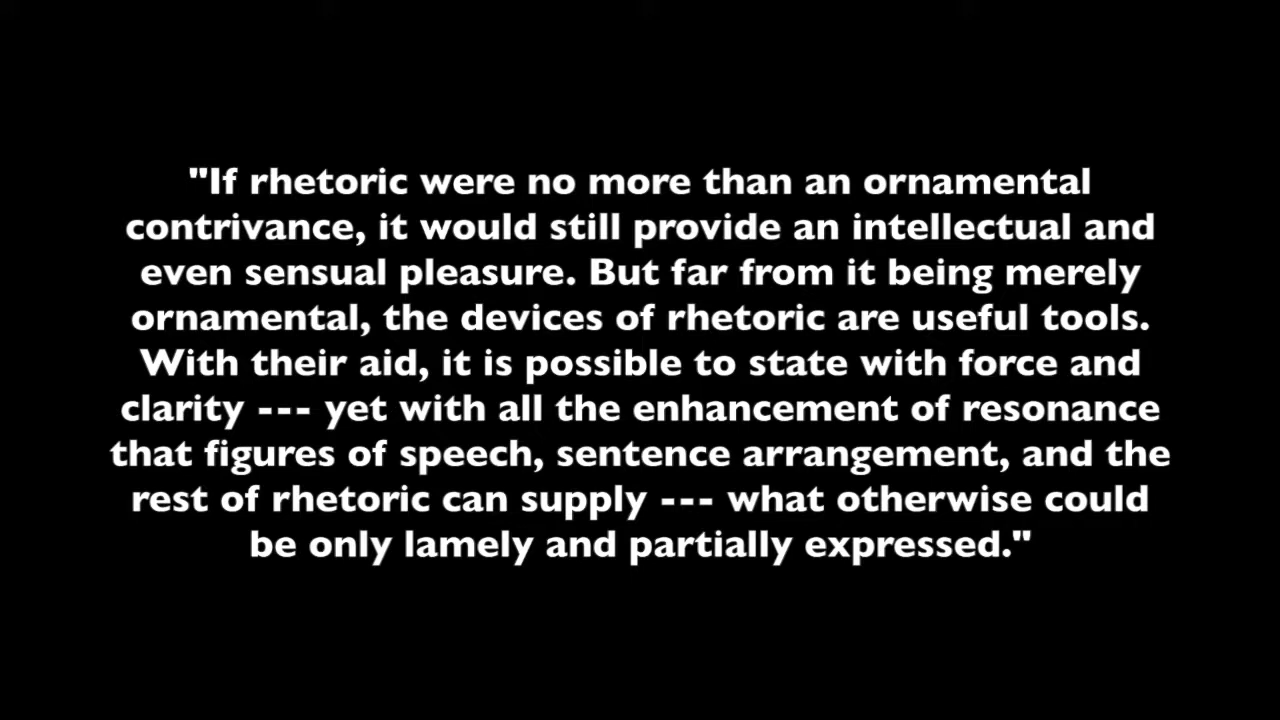 "If rhetoric were no more than an ornamental
contrivance, it would still provide an intellectual and
even sensual pleasure. But far from it being merely
ornamental, the devices of rhetoric are useful tools.
With their aid, it is possible to state with force and
clarity --- yet with all the enhancement of resonance
that figures of speech, sentence arrangement, and the
rest of rhetoric can supply --- what otherwise could
be only lamely and partially expressed."